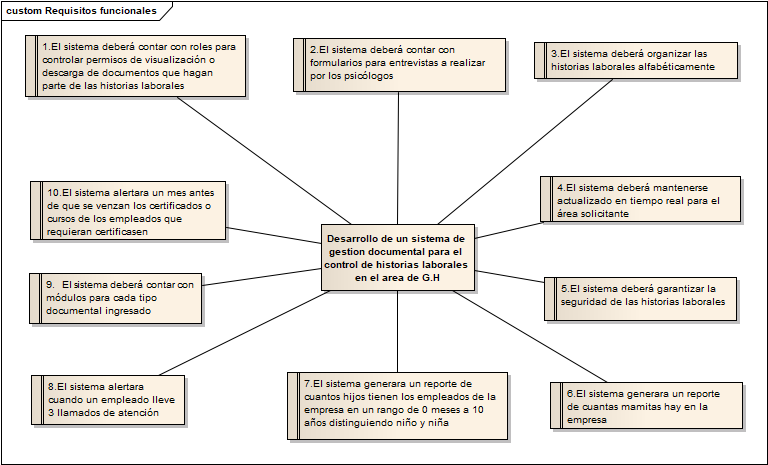 custom Requisitos funcionales
1.El sistema deberá contar con roles para
controlar permisos de visualización o
descarga de documentos que hagan
parte de las historias laborales
2.El sistema deberá contar con
formularios para entrevistas a realizar
por los psicólogos
3.El sistema deberá organizar las
historias laborales alfabéticamente
10.El sistema alertara un mes antes
de que se venzan los certificados o
cursos de los empleados que
requieran certificasen
4.El sistema deberá mantenerse
actualizado en tiempo real para el
área solicitante
Desarrollo de un sistema de
gestion documental para el
control de historias laborales
en el area de G.H
9. El sistema deberá contar con
módulos para cada tipo
documental ingresado
5.El sistema deberá garantizar la
seguridad de las historias laborales
8.El sistema alertara
cuando un empleado lleve
3 llamados de atención
7.El sistema generara un reporte de
cuantos hijos tienen los empleados de la
empresa en un rango de 0 meses a 10
años distinguiendo niño y niña
6.El sistema generara un reporte
de cuantas mamitas hay en la
empresa